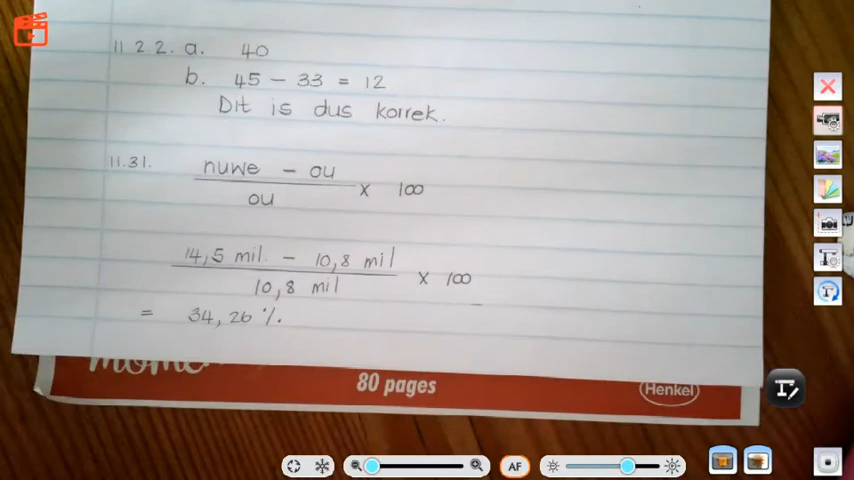 11.2.2. a. 40
b. 45 - 33 = 12
Dit is dus korrek.
11.3.1. nuwe - ou
ou x 100
14,5 mil. - 10,8 mil
10,8 mil x 100
= 34,26 %.
80 pages
Henkel
AF